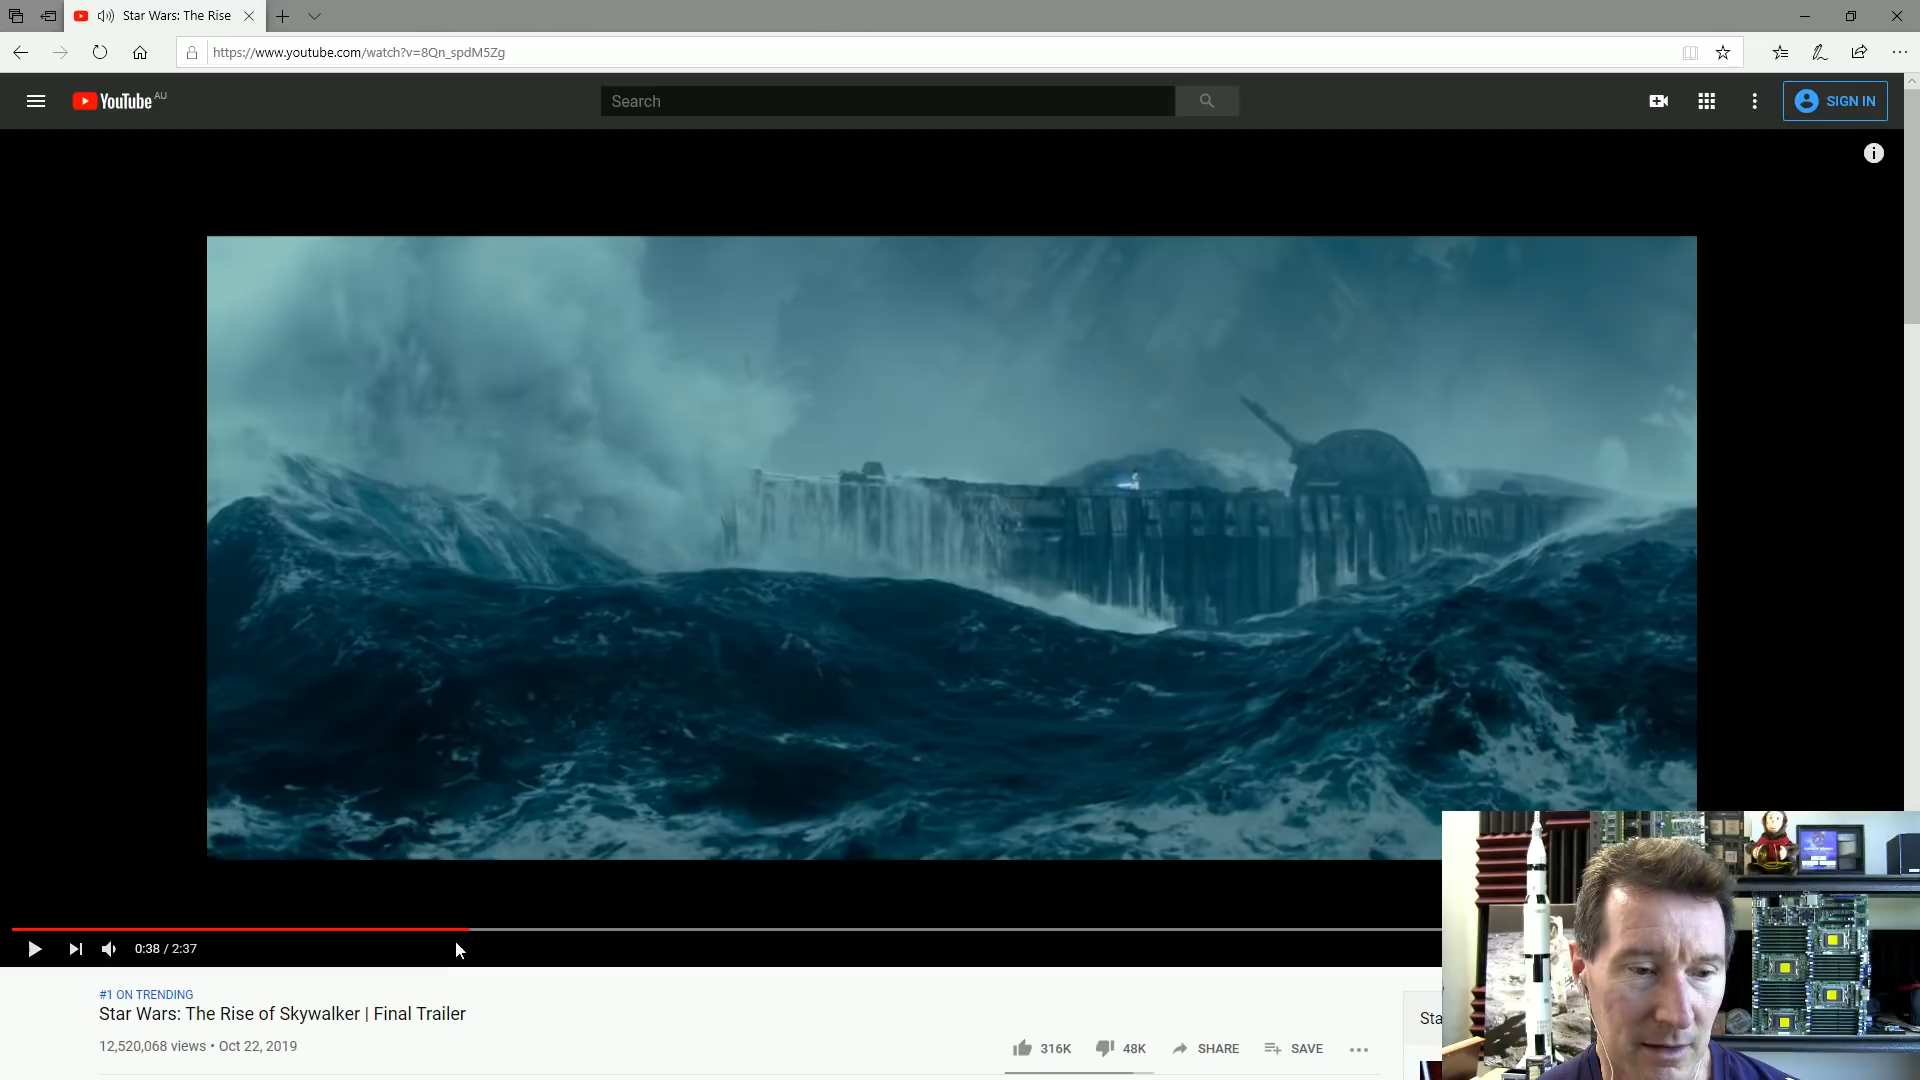 Star Wars: The Rise
https://www.youtube.com/watch?v=8Qn_spdM5Zg
YouTube AU
Search
SIGN IN
0:38 / 2:37
#1 ON TRENDING
Star Wars: The Rise of Skywalker | Final Trailer
12,520,068 views • Oct 22, 2019
316K
48K
SHARE
SAVE
Sta